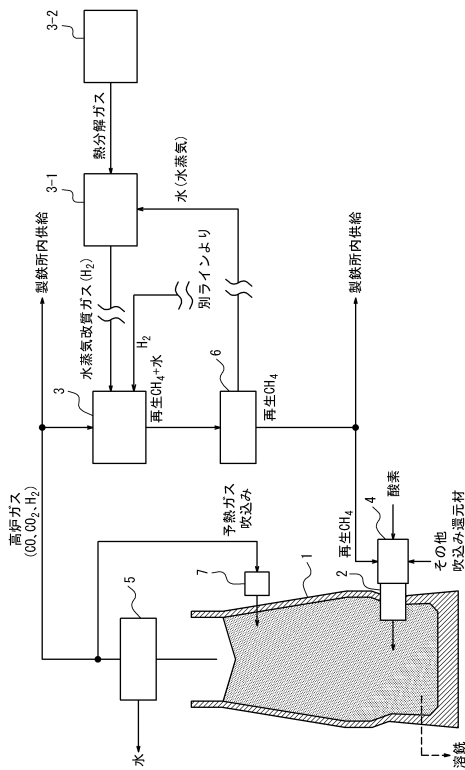 3-2
熱分解ガス
3-1
水(水蒸気)
製鉄所内供給
水蒸気改質ガス(H₂)
別ラインより
H₂
3
再生CH₄+水
6
再生CH₄
製鉄所内供給
高炉ガス
(CO、CO₂、H₂)
予熱ガス
吹込み
7
5
水
1
再生CH₄
2
4
酸素
その他
吹込み還元材
溶銑